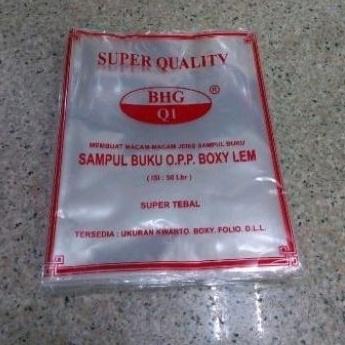 SUPER QUALITY
BHG
®
Q1
MEMBUAT MACAM-MACAM JENIS SAMPUL BUKU
SAMPUL BUKU O.P.P. BOXY LEM
( ISI : 50 Lbr )
SUPER TEBAL
TERSEDIA : UKURAN KWARTO. BOXY. FOLIO. D.L.L.